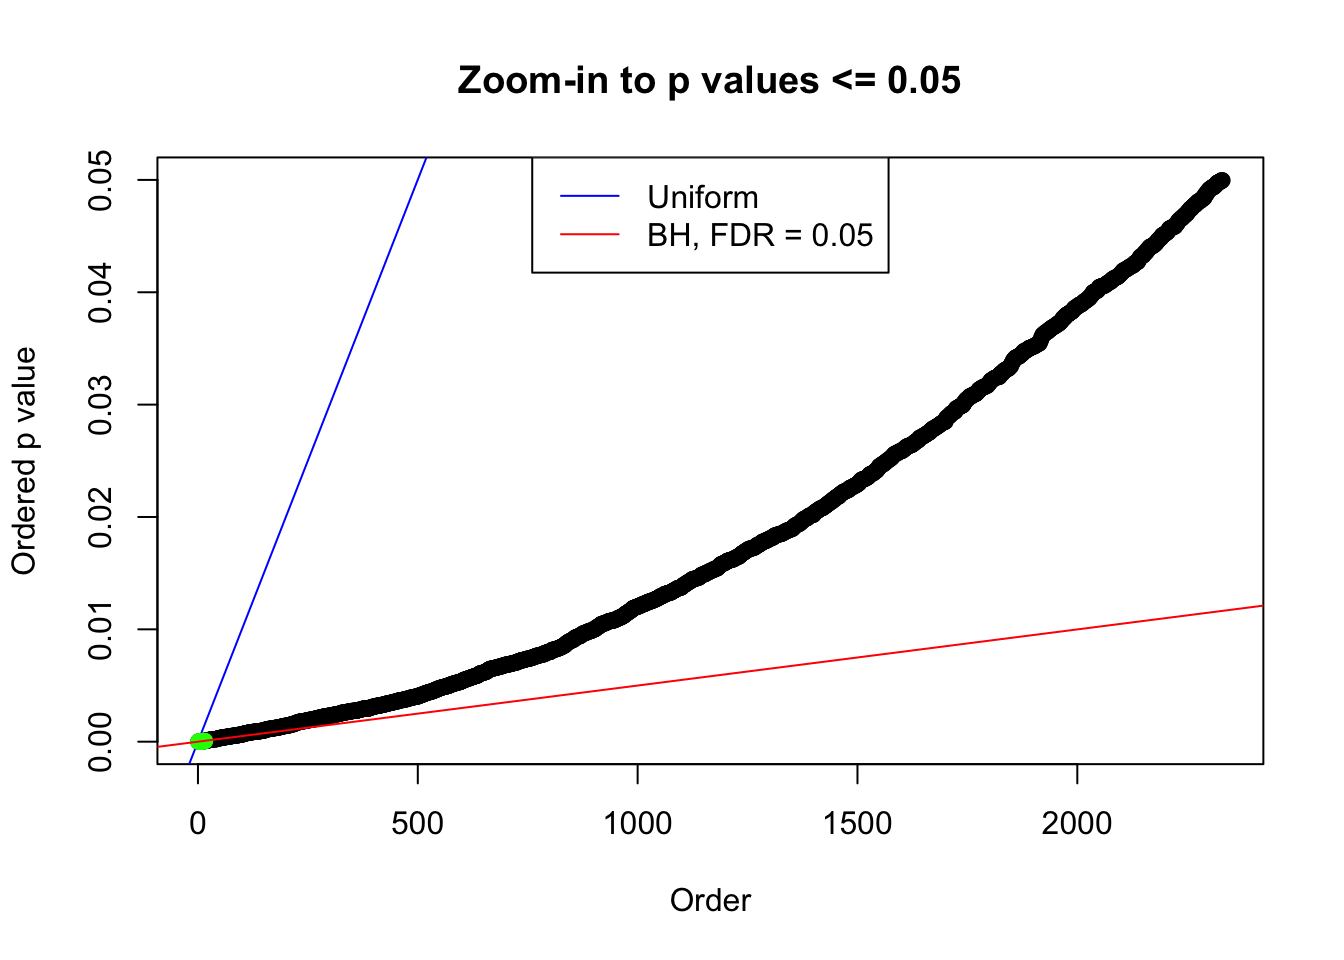 Zoom-in to p values <= 0.05
Uniform
BH, FDR = 0.05
Ordered p value
0.05
0.04
0.03
0.02
0.01
0.00
0 500 1000 1500 2000
Order